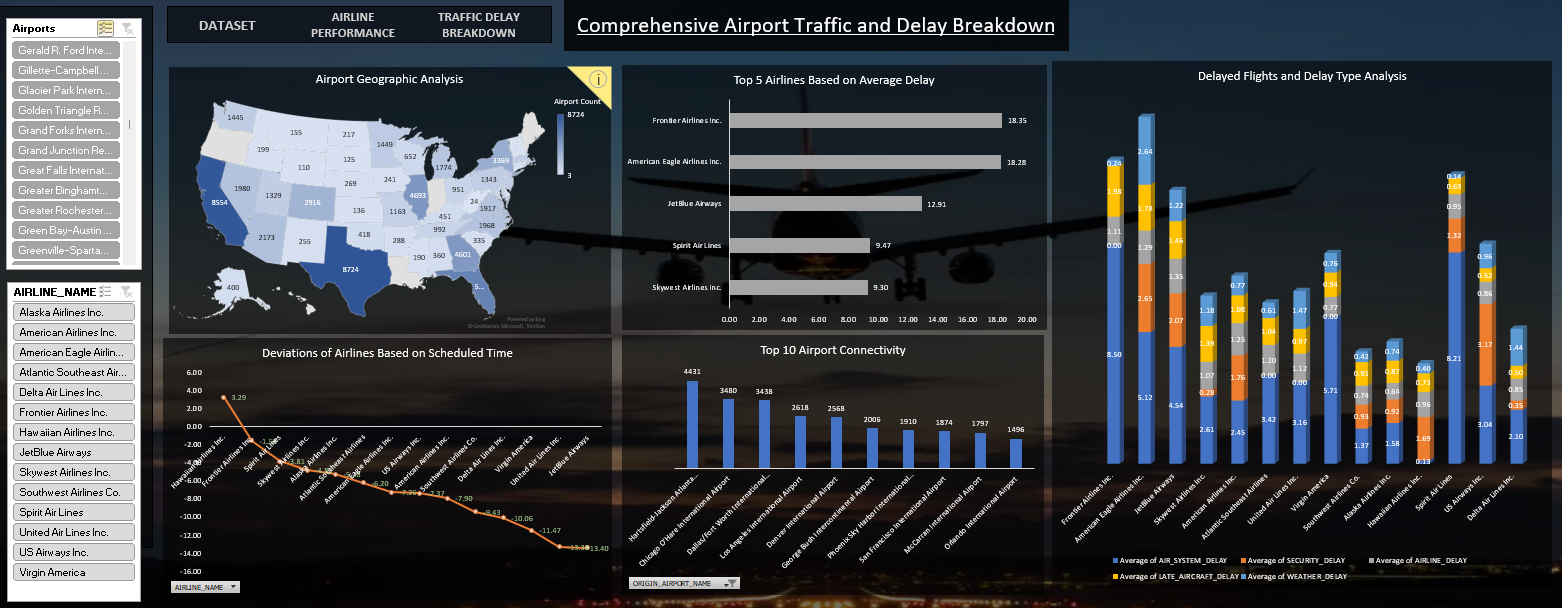 Airports
Gerald R. Ford Inte...
Gillette-Campbell ...
Glacier Park Intern...
Golden Triangle R...
Grand Forks Intern...
Grand Junction Re...
Great Falls Internat...
Greater Binghamt...
Greater Rochester...
Green Bay-Austin ...
Greenville-Sparta...
AIRLINE_NAME
Alaska Airlines Inc.
American Airlines Inc.
American Eagle Airlin...
Atlantic Southeast Air...
Delta Air Lines Inc.
Frontier Airlines Inc.
Hawaiian Airlines Inc.
JetBlue Airways
Skywest Airlines Inc.
Southwest Airlines Co.
Spirit Air Lines
United Air Lines Inc.
US Airways Inc.
Virgin America
DATASET
AIRLINE
PERFORMANCE
TRAFFIC DELAY
BREAKDOWN
Comprehensive Airport Traffic and Delay Breakdown
Airport Geographic Analysis
i
Airport Count
8724
3
1445
155
217
1449
652
1774
3369
199
110
125
241
1343
951
269
4693
24
1980
1329
2916
136
1163
451
1917
8554
992
1968
2173
255
418
288
335
190
360
4601
8724
5...
400
Powered by Bing
© GeoNames, Microsoft, TomTom
Top 5 Airlines Based on Average Delay
Frontier Airlines Inc. 18.35
American Eagle Airlines Inc. 18.28
JetBlue Airways 12.91
Spirit Air Lines 9.47
Skywest Airlines Inc. 9.30
0.00 2.00 4.00 6.00 8.00 10.00 12.00 14.00 16.00 18.00 20.00
Deviations of Airlines Based on Scheduled Time
6.00
4.00
2.00
0.00
-2.00
-4.00
-6.00
-8.00
-10.00
-12.00
-14.00
-16.00
3.29
-6.20
-7.90
-9.43
-10.06
-11.47
-13.40
Hawaiian Airlines Inc.
Frontier Airlines Inc.
Spirit Air Lines
Skywest Airlines Inc.
Alaska Airlines Inc.
Atlantic Southeast Airlines
American Eagle Airlines Inc.
US Airways Inc.
American Airlines Inc.
Southwest Airlines Co.
Delta Air Lines Inc.
Virgin America
United Air Lines Inc.
JetBlue Airways
AIRLINE_NAME
Top 10 Airport Connectivity
4431
3480
3438
2618
2568
2006
1910
1874
1797
1496
Hartsfield-Jackson Atlanta...
Chicago O'Hare International Airport
Dallas/Fort Worth International...
Los Angeles International Airport
Denver International Airport
George Bush Intercontinental Airport
Phoenix Sky Harbor International...
San Francisco International Airport
McCarran International Airport
Orlando International Airport
ORIGIN_AIRPORT_NAME
Delayed Flights and Delay Type Analysis
0.24
1.98
1.11
0.00
8.50
2.64
1.78
1.29
2.65
5.12
1.22
1.46
1.35
2.07
4.54
1.18
1.39
1.07
0.28
2.61
0.77
1.08
1.25
1.76
2.45
0.61
1.04
1.20
0.00
3.42
1.47
0.97
1.12
0.00
3.16
0.76
0.94
0.77
0.00
5.71
0.42
0.91
0.74
0.93
1.37
0.74
0.87
0.64
0.92
1.58
0.40
0.73
0.96
1.69
0.13
0.14
0.63
0.95
1.32
8.21
0.96
0.52
0.86
3.17
3.04
1.44
0.50
0.85
0.35
2.10
Frontier Airlines Inc.
American Eagle Airlines Inc.
JetBlue Airways
Skywest Airlines Inc.
American Airlines Inc.
Atlantic Southeast Airlines
United Air Lines Inc.
Virgin America
Southwest Airlines Co.
Alaska Airlines Inc.
Hawaiian Airlines Inc.
Spirit Air Lines
US Airways Inc.
Delta Air Lines Inc.
Average of AIR_SYSTEM_DELAY
Average of SECURITY_DELAY
Average of AIRLINE_DELAY
Average of LATE_AIRCRAFT_DELAY
Average of WEATHER_DELAY